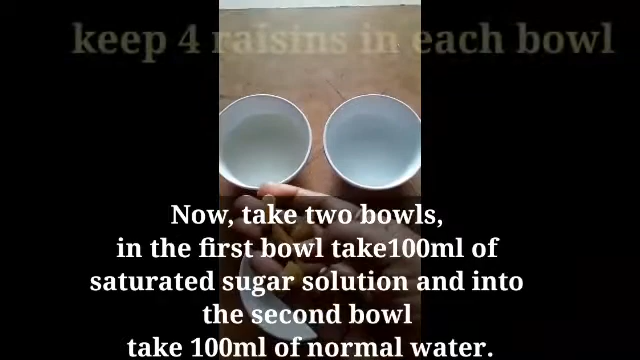 keep 4 raisins in each bowl
Now, take two bowls,
in the first bowl take100ml of
saturated sugar solution and into
the second bowl
take 100ml of normal water.